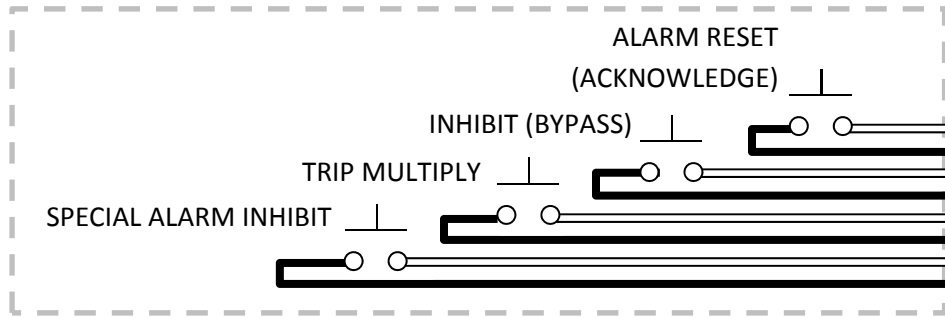 ALARM RESET
(ACKNOWLEDGE)
INHIBIT (BYPASS)
TRIP MULTIPLY
SPECIAL ALARM INHIBIT